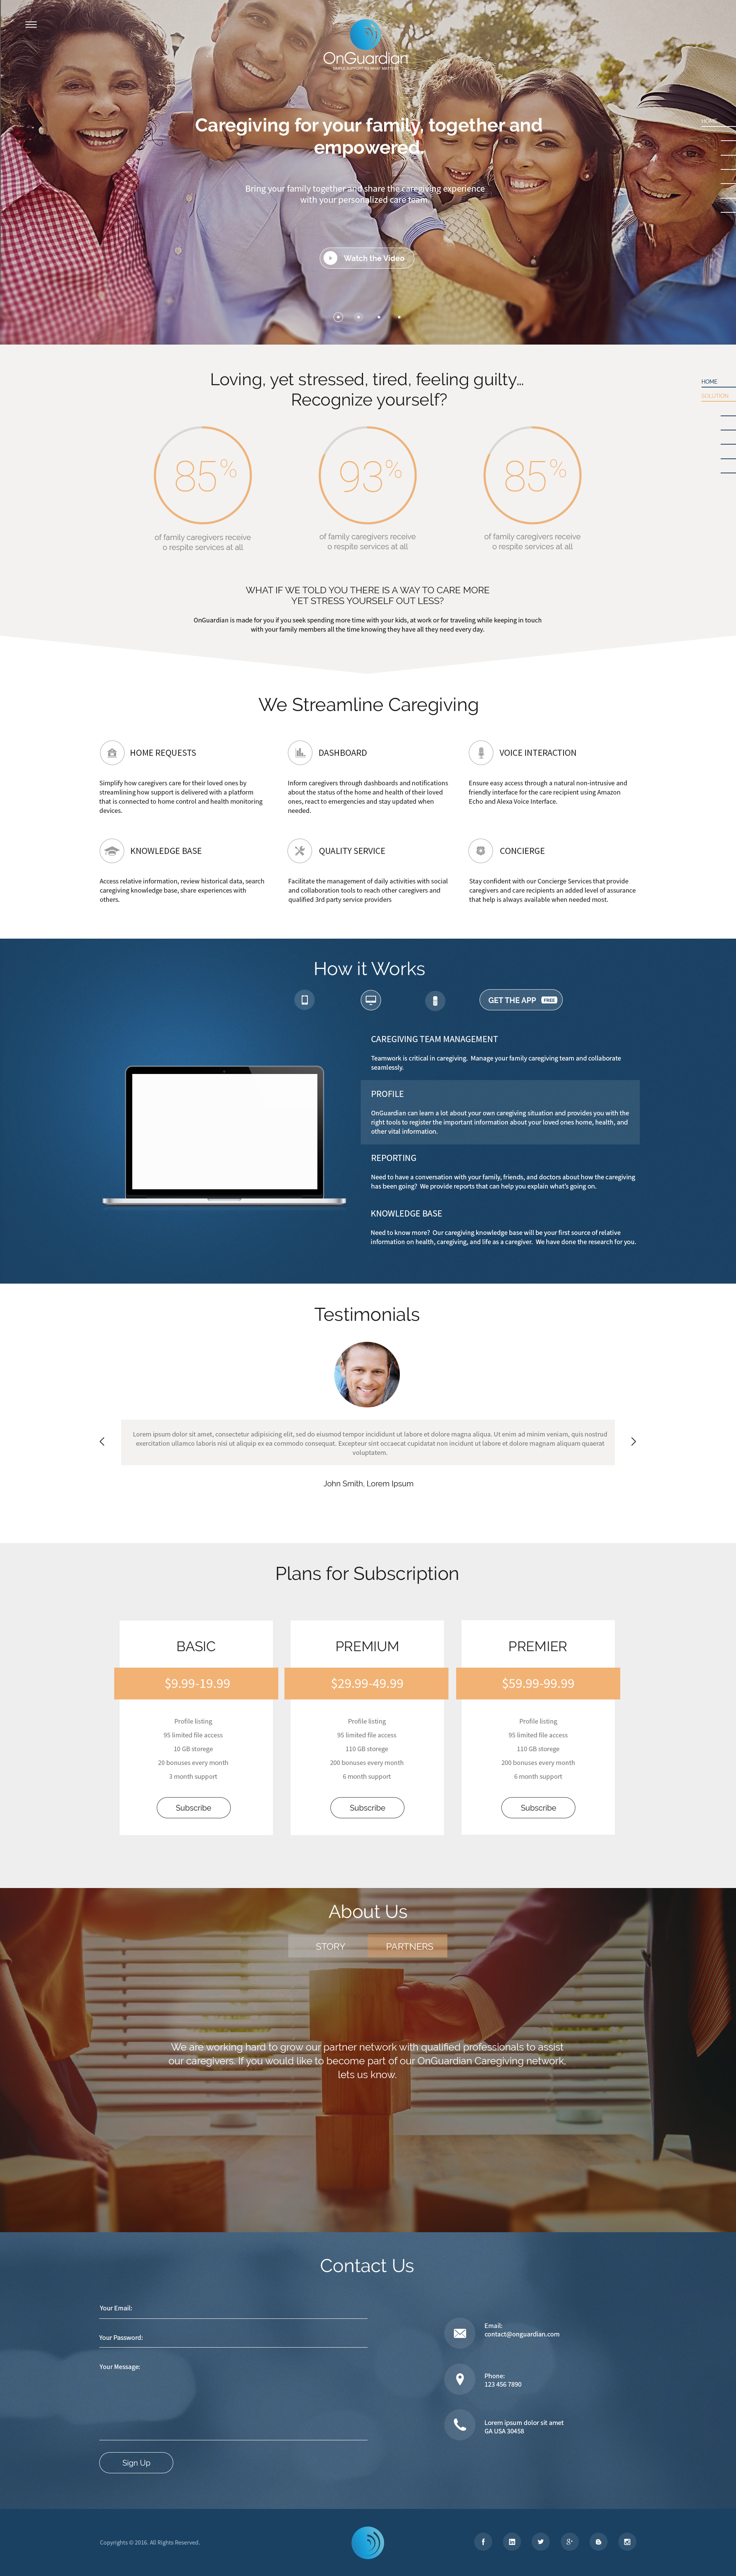 OnGuardian
SIMPLE SUPPORT TO WHAT MATTERS
HOME
Caregiving for your family, together and
empowered.
Bring your family together and share the caregiving experience
with your personalized care team.
Watch the Video
Loving, yet stressed, tired, feeling guilty...
Recognize yourself?
HOME
SOLUTION
85%
93%
85%
of family caregivers receive
o respite services at all
of family caregivers receive
o respite services at all
of family caregivers receive
o respite services at all
WHAT IF WE TOLD YOU THERE IS A WAY TO CARE MORE
YET STRESS YOURSELF OUT LESS?
OnGuardian is made for you if you seek spending more time with your kids, at work or for traveling while keeping in touch
with your family members all the time knowing they have all they need every day.
We Streamline Caregiving
HOME REQUESTS
Simplify how caregivers care for their loved ones by
streamlining how support is delivered with a platform
that is connected to home control and health monitoring
devices.
DASHBOARD
Inform caregivers through dashboards and notifications
about the status of the home and health of their loved
ones, react to emergencies and stay updated when
needed.
VOICE INTERACTION
Ensure easy access through a natural non-intrusive and
friendly interface for the care recipient using Amazon
Echo and Alexa Voice Interface.
KNOWLEDGE BASE
Access relative information, review historical data, search
caregiving knowledge base, share experiences with
others.
QUALITY SERVICE
Facilitate the management of daily activities with social
and collaboration tools to reach other caregivers and
qualified 3rd party service providers
CONCIERGE
Stay confident with our Concierge Services that provide
caregivers and care recipients an added level of assurance
that help is always available when needed most.
How it Works
GET THE APP FREE
CAREGIVING TEAM MANAGEMENT
Teamwork is critical in caregiving. Manage your family caregiving team and collaborate
seamlessly.
PROFILE
OnGuardian can learn a lot about your own caregiving situation and provides you with the
right tools to register the important information about your loved ones home, health, and
other vital information.
REPORTING
Need to have a conversation with your family, friends, and doctors about how the caregiving
has been going? We provide reports that can help you explain what's going on.
KNOWLEDGE BASE
Need to know more? Our caregiving knowledge base will be your first source of relative
information on health, caregiving, and life as a caregiver. We have done the research for you.
Testimonials
Lorem ipsum dolor sit amet, consectetur adipisicing elit, sed do eiusmod tempor incididunt ut labore et dolore magna aliqua. Ut enim ad minim veniam, quis nostrud
exercitation ullamco laboris nisi ut aliquip ex ea commodo consequat. Excepteur sint occaecat cupidatat non incidunt ut labore et dolore magnam aliquam quaerat
voluptatem.
John Smith, Lorem Ipsum
Plans for Subscription
BASIC
$9.99-19.99
Profile listing
95 limited file access
10 GB storege
20 bonuses every month
3 month support
Subscribe
PREMIUM
$29.99-49.99
Profile listing
95 limited file access
110 GB storege
200 bonuses every month
6 month support
Subscribe
PREMIER
$59.99-99.99
Profile listing
95 limited file access
110 GB storege
200 bonuses every month
6 month support
Subscribe
About Us
STORY
PARTNERS
We are working hard to grow our partner network with qualified professionals to assist
our caregivers. If you would like to become part of our OnGuardian Caregiving network,
lets us know.
Contact Us
Your Email:
Your Password:
Your Message:
Sign Up
Email:
contact@onguardian.com
Phone:
123 456 7890
Lorem ipsum dolor sit amet
GA USA 30458
Copyrights © 2016. All Rights Reserved.